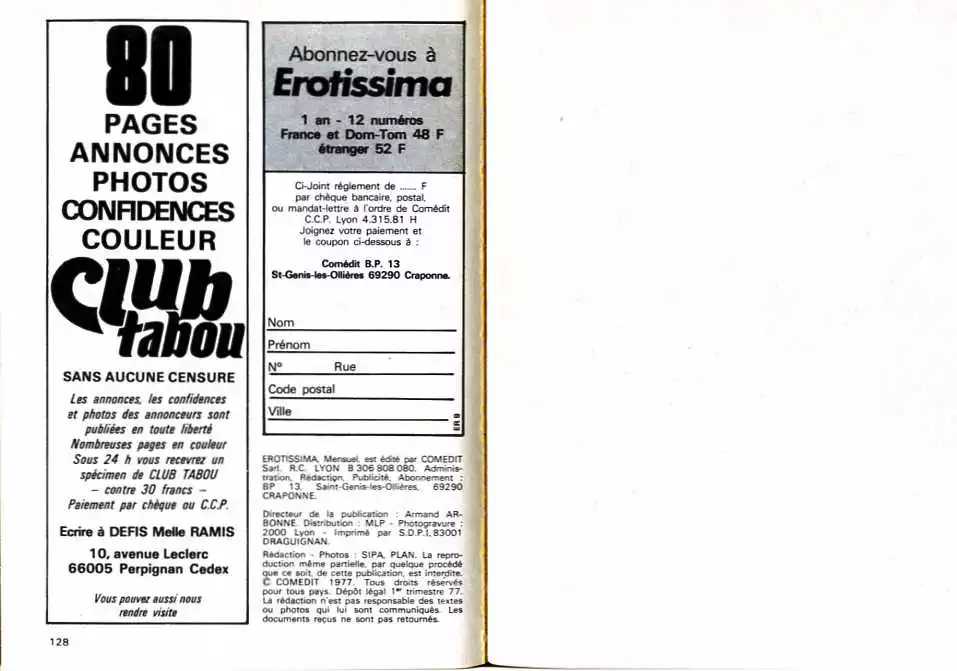 80
PAGES
ANNONCES
PHOTOS
CONFIDENCES
COULEUR
Club
tabou
SANS AUCUNE CENSURE
Les annonces, les confidences
et photos des annonceurs sont
publiées en toute liberté
Nombreuses pages en couleur
Sous 24 h vous recevrez un
spécimen de CLUB TABOU
– contre 30 francs –
Paiement par chèque ou C.C.P.
Ecrire à DEFIS Melle RAMIS
10, avenue Leclerc
66005 Perpignan Cedex
Vous pouvez aussi nous
rendre visite
128
Abonnez-vous à
Erotissima
1 an - 12 numéros
France et Dom-Tom 48 F
étranger 52 F
Ci-Joint réglement de ...... F
par chèque bancaire, postal,
ou mandat-lettre à l'ordre de Comédit
C.C.P. Lyon 4.315.81 H
Joignez votre paiement et
le coupon ci-dessous à :
Comédit B.P. 13
St-Genis-les-Ollières 69290 Craponne.
Nom
Prénom
N° Rue
Code postal
Ville
ER 9
EROTISSIMA, Mensuel, est édité par COMEDIT
Sarl. R.C. LYON B 306 808 080. Adminis-
tration, Rédaction, Publicité, Abonnement :
BP 13, Saint-Genis-les-Ollières, 69290
CRAPONNE.
Directeur de la publication : Armand AR-
BONNE. Distribution : MLP - Photogravure :
2000 Lyon - Imprimé par S.D.P.I. 83001
DRAGUIGNAN.
Rédaction - Photos : SIPA, PLAN. La repro-
duction même partielle, par quelque procédé
que ce soit, de cette publication, est interdite.
© COMEDIT 1977. Tous droits réservés
pour tous pays. Dépôt légal 1er trimestre 77.
La rédaction n'est pas responsable des textes
ou photos qui lui sont communiqués. Les
documents reçus ne sont pas retournés.